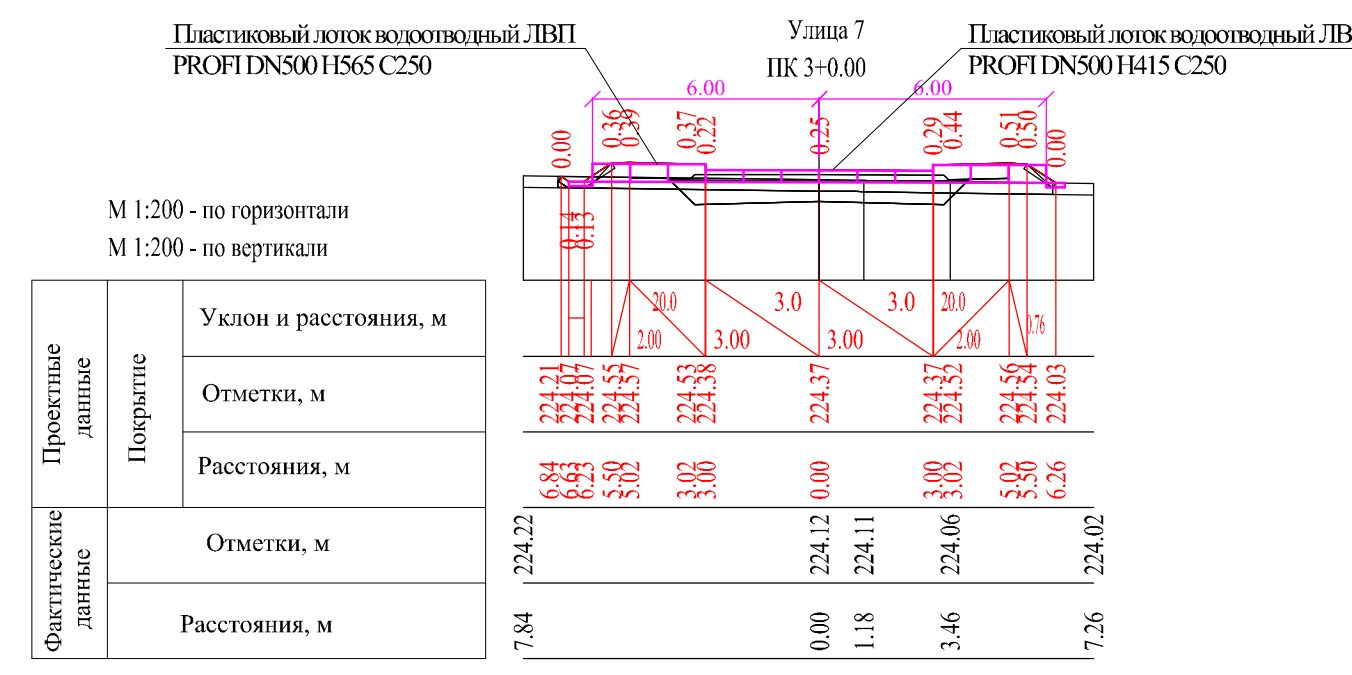 Пластиковый лоток водоотводный ЛВП
PROFI DN500 H565 C250
Улица 7
ПК 3+0.00
Пластиковый лоток водоотводный ЛВ
PROFI DN500 H415 C250
6.00 6.00
0.00 0.36 0.39 0.37 0.22 0.25 0.29 0.44 0.51 0.50 0.00
0.14 0.13
М 1:200 - по горизонтали
М 1:200 - по вертикали
Проектные данные
Покрытие
Уклон и расстояния, м
20.0 3.0 3.0 20.0
2.00 3.00 3.00 2.00 0.76
Отметки, м
224.21 224.07 224.07 224.55 224.57 224.53 224.38 224.37 224.37 224.52 224.56 224.54 224.03
Расстояния, м
6.84 6.63 6.23 5.50 5.02 3.02 3.00 0.00 3.00 3.02 5.02 5.50 6.26
Фактические данные
Отметки, м
224.22 224.12 224.11 224.06 224.02
Расстояния, м
7.84 0.00 1.18 3.46 7.26